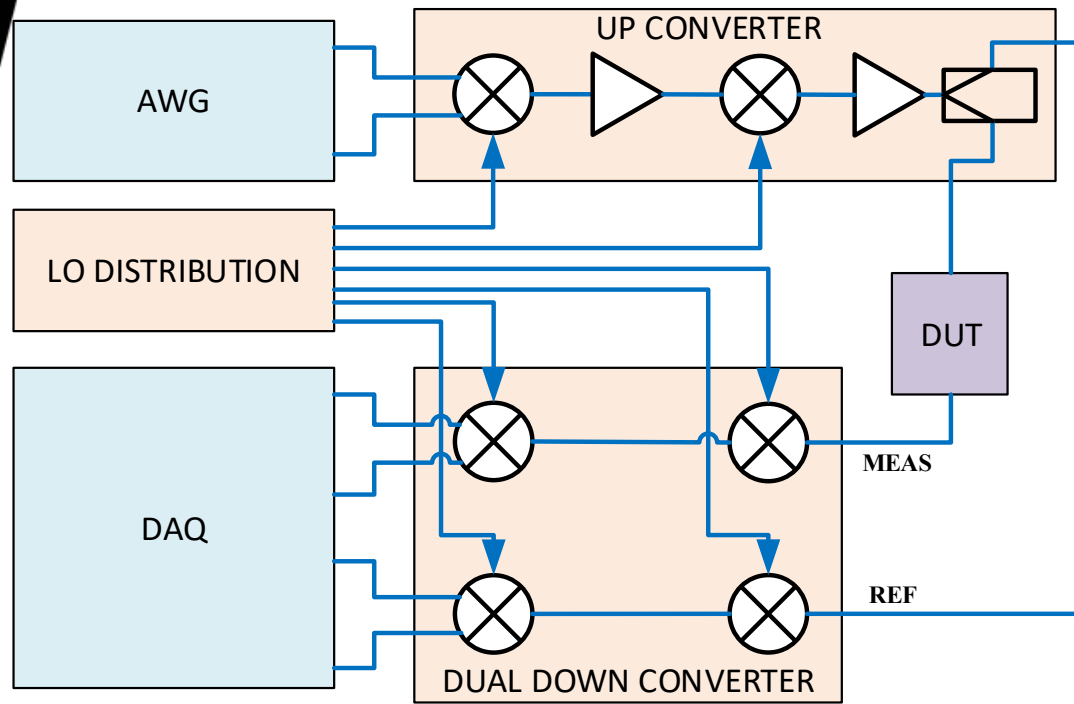 UP CONVERTER
AWG
LO DISTRIBUTION
DUT
MEAS
DAQ
REF
DUAL DOWN CONVERTER